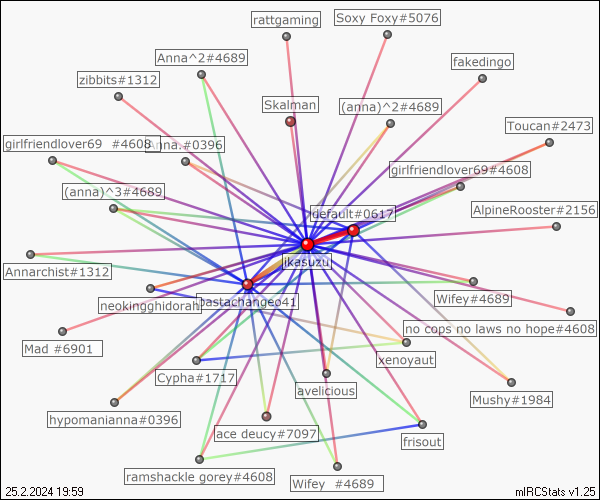 rattgaming
Soxy Foxy#5076
Anna^2#4689
fakedingo
zibbits#1312
Skalman
(anna)^2#4689
Toucan#2473
girlfriendlover69 #4608
Anna.#0396
girlfriendlover69#4608
(anna)^3#4689
default#0617
AlpineRooster#2156
jkasuzu
Annarchist#1312
neokingghidorah
pastachangeo41
Wifey#4689
no cops no laws no hope#4608
Mad #6901
xenoyaut
Cypha#1717
avelicious
Mushy#1984
hypomanianna#0396
ace deucy#7097
frisout
ramshackle gorey#4608
Wifey #4689
25.2.2024 19:59
mIRCStats v1.25